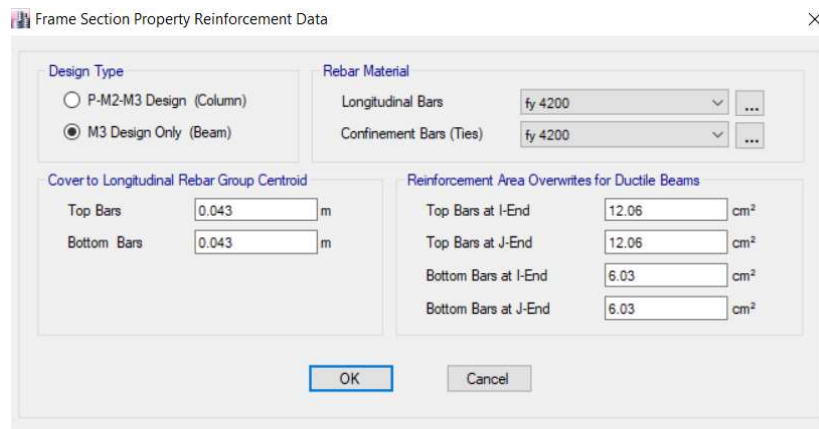 Frame Section Property Reinforcement Data
Design Type
P-M2-M3 Design (Column)
M3 Design Only (Beam)
Rebar Material
Longitudinal Bars fy 4200 ...
Confinement Bars (Ties) fy 4200 ...
Cover to Longitudinal Rebar Group Centroid
Top Bars 0.043 m
Bottom Bars 0.043 m
Reinforcement Area Overwrites for Ductile Beams
Top Bars at I-End 12.06 cm²
Top Bars at J-End 12.06 cm²
Bottom Bars at I-End 6.03 cm²
Bottom Bars at J-End 6.03 cm²
OK Cancel